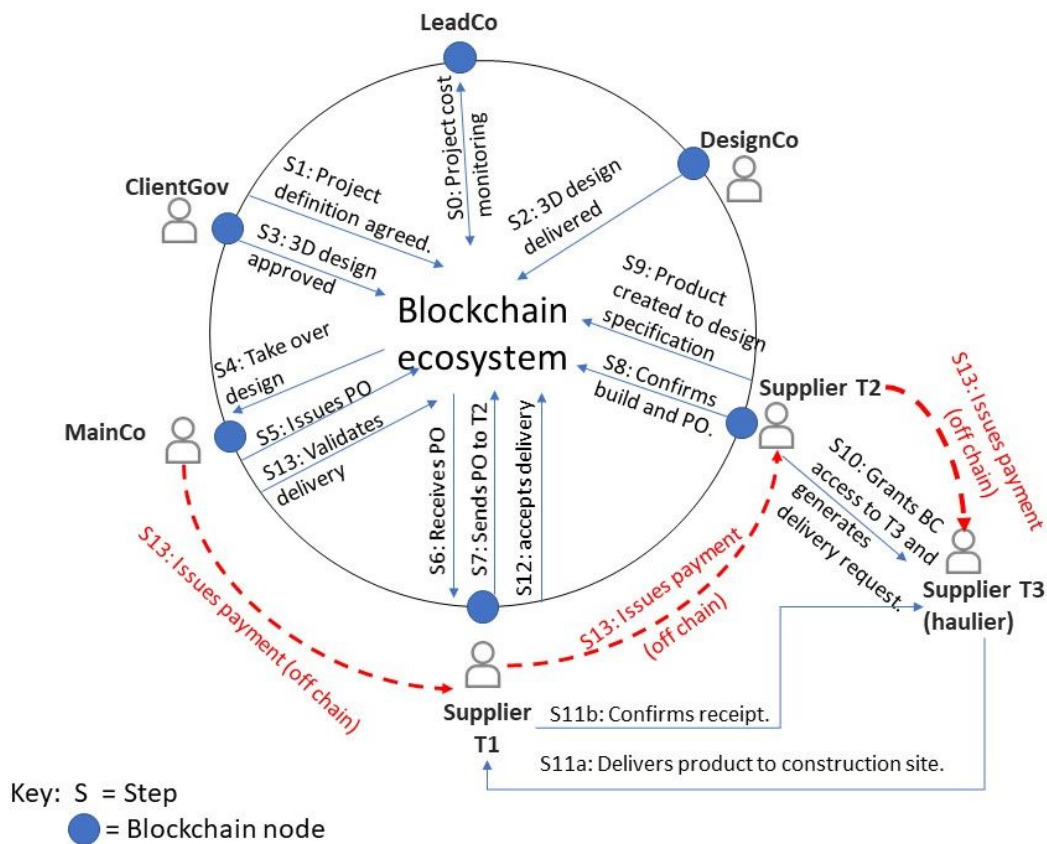 LeadCo
DesignCo
ClientGov
S0: Project cost
monitoring
S1: Project
definition agreed.
S2: 3D design
delivered
S3: 3D design
approved
S9: Product
created to design
specification
Blockchain
ecosystem
S4: Take over
design
S8: Confirms
build and PO.
Supplier T2
S13: Issues payment
(off chain)
MainCo
S5: Issues PO
S13: Validates
delivery
S6: Receives PO
S7: Sends PO to T2
S12: accepts delivery
S10: Grants BC
access to T3 and
generates
delivery request.
S13: Issues payment (off chain)
S13: Issues payment
(off chain)
Supplier T3
(haulier)
Supplier
T1
S11b: Confirms receipt.
S11a: Delivers product to construction site.
Key: S = Step
= Blockchain node